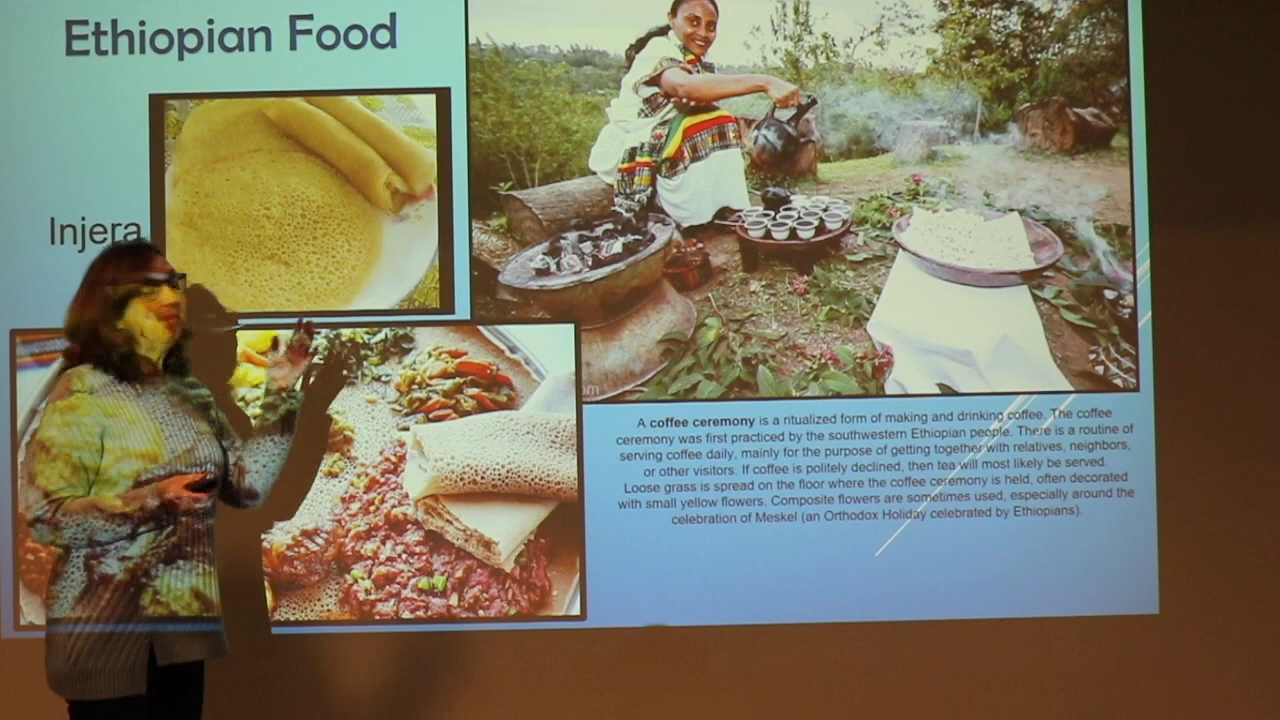 Ethiopian Food
Injera
om
A coffee ceremony is a ritualized form of making and drinking coffee. The coffee
ceremony was first practiced by the southwestern Ethiopian people. There is a routine of
serving coffee daily, mainly for the purpose of getting together with relatives, neighbors,
or other visitors. If coffee is politely declined, then tea will most likely be served.
Loose grass is spread on the floor where the coffee ceremony is held, often decorated
with small yellow flowers. Composite flowers are sometimes used, especially around the
celebration of Meskel (an Orthodox Holiday celebrated by Ethiopians).